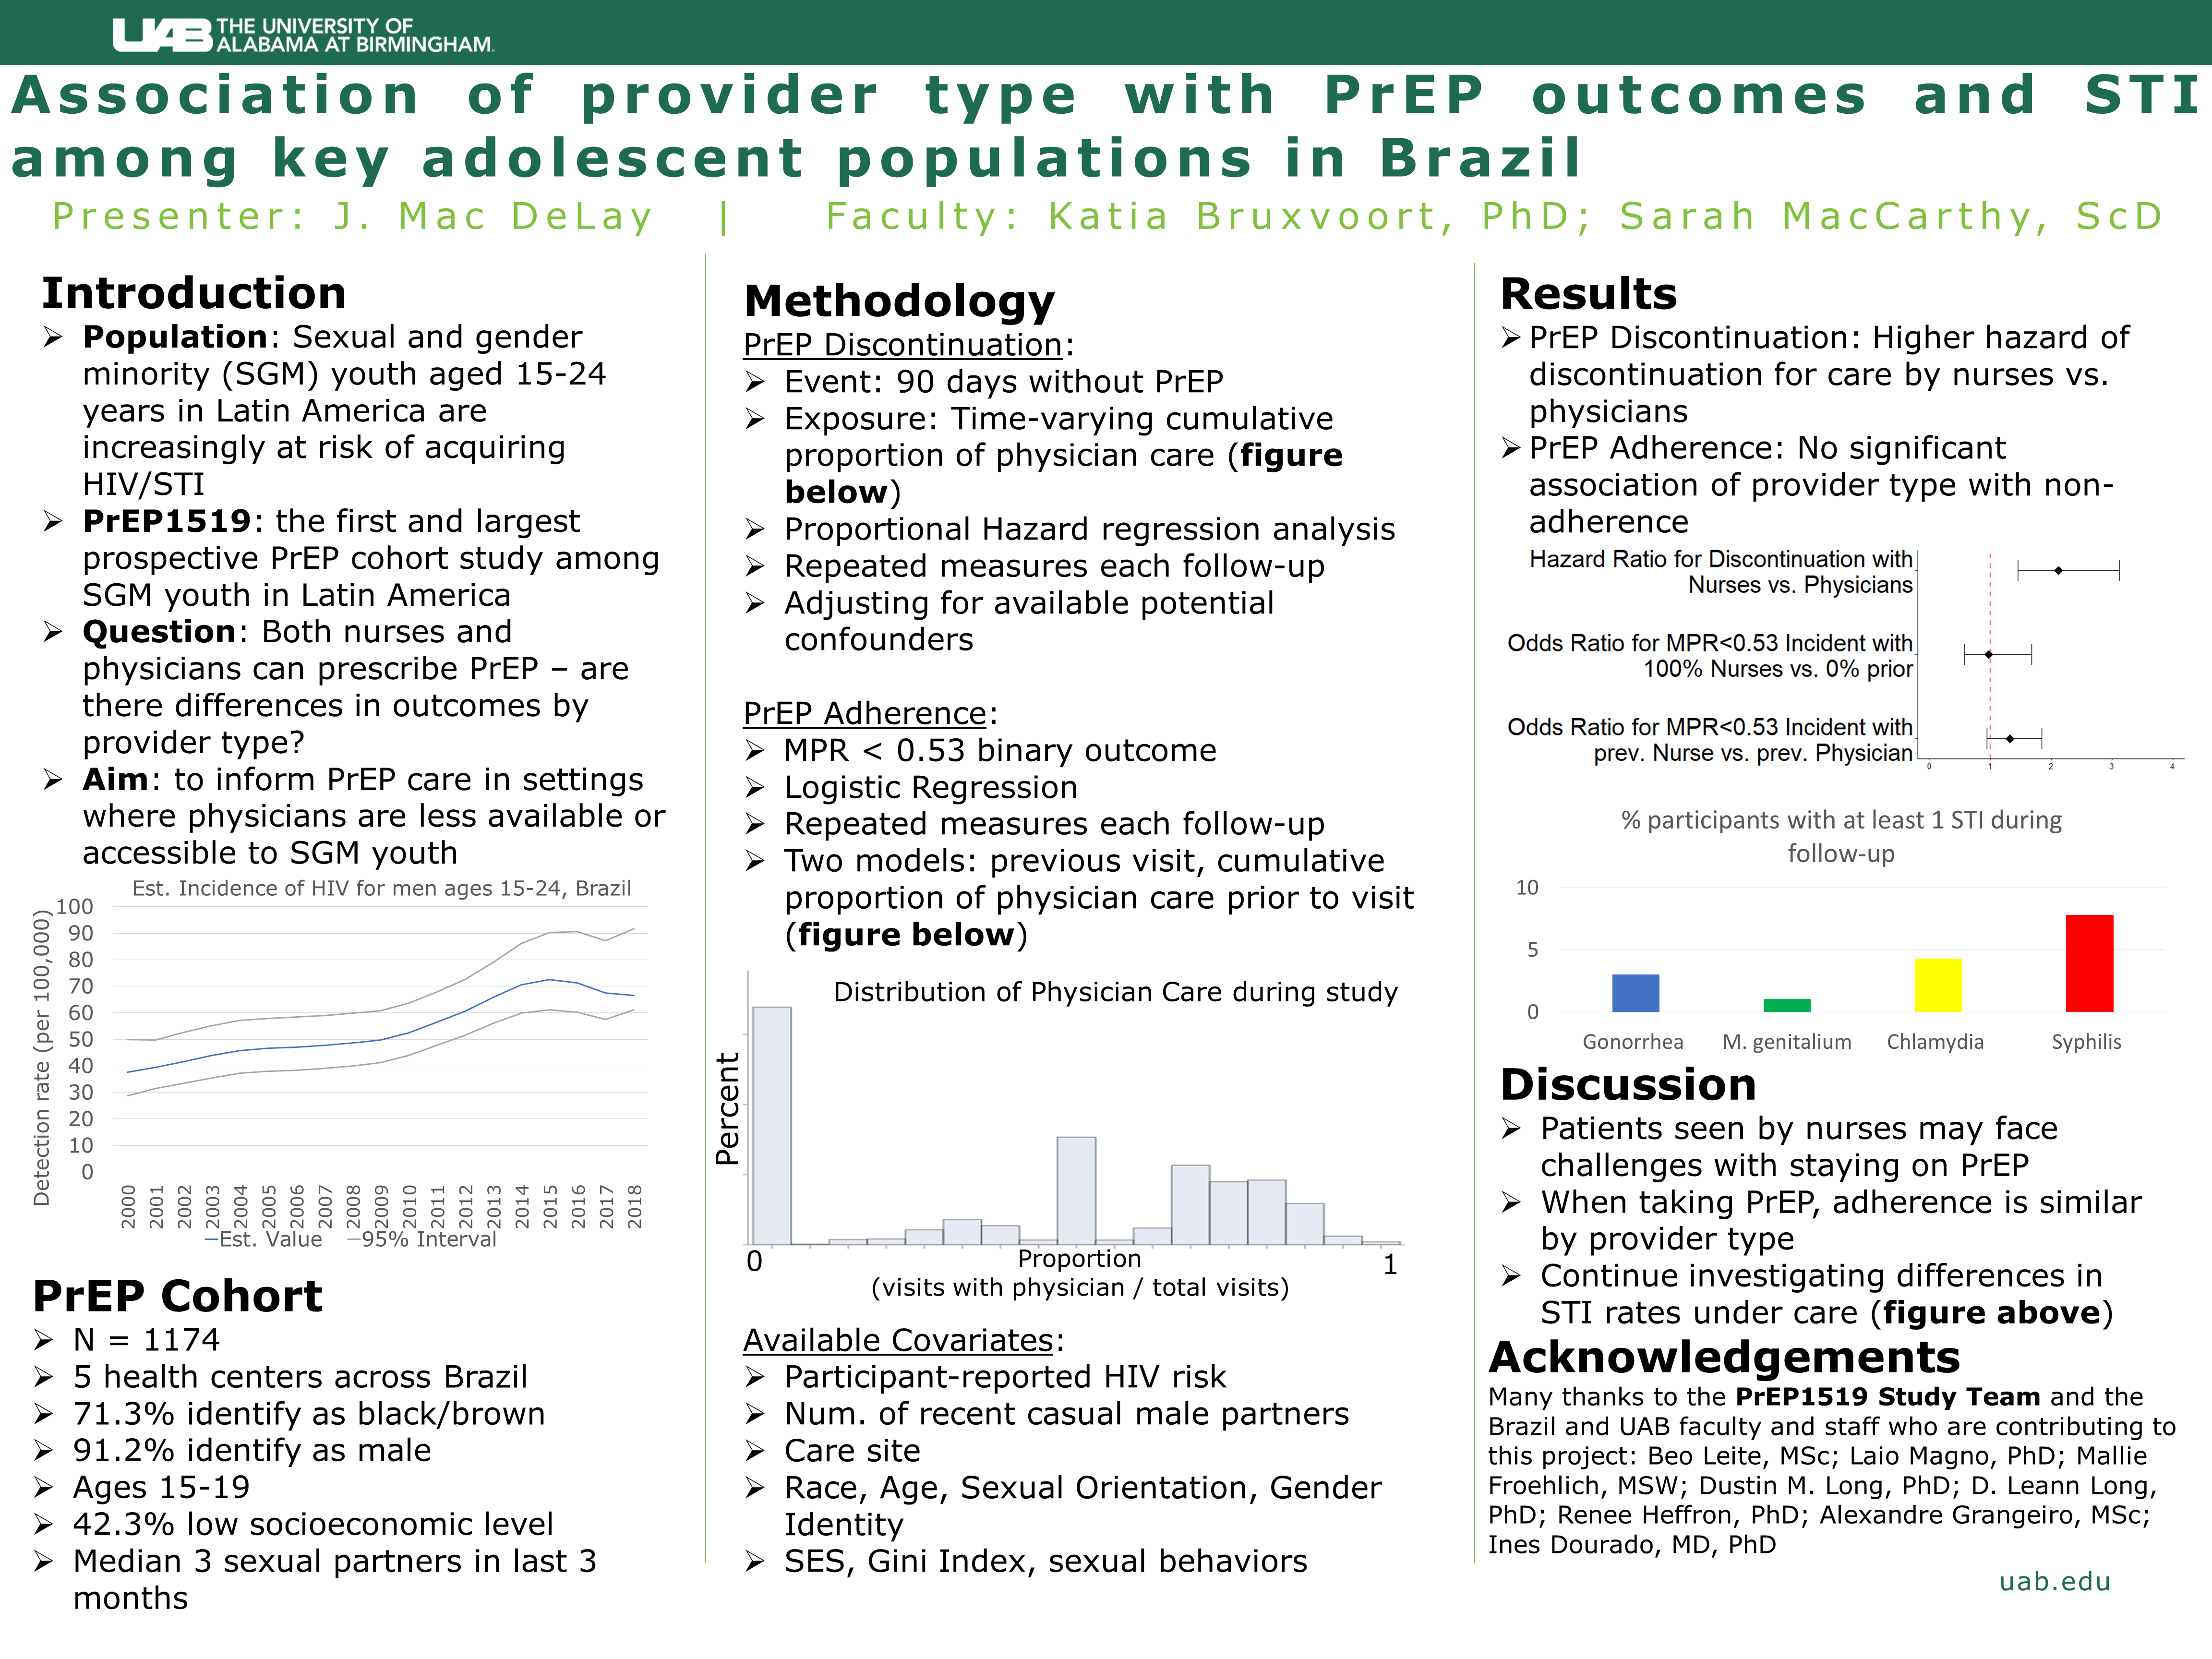 UAB THE UNIVERSITY OF
ALABAMA AT BIRMINGHAM.
Association of provider type with PrEP outcomes and STI
among key adolescent populations in Brazil
Presenter: J. Mac DeLay | Faculty: Katia Bruxvoort, PhD; Sarah MacCarthy, ScD
Introduction
➢ Population: Sexual and gender
minority (SGM) youth aged 15-24
years in Latin America are
increasingly at risk of acquiring
HIV/STI
➢ PrEP1519: the first and largest
prospective PrEP cohort study among
SGM youth in Latin America
➢ Question: Both nurses and
physicians can prescribe PrEP – are
there differences in outcomes by
provider type?
➢ Aim: to inform PrEP care in settings
where physicians are less available or
accessible to SGM youth
Est. Incidence of HIV for men ages 15-24, Brazil
Detection rate (per 100,000)
100
90
80
70
60
50
40
30
20
10
0
2000 2001 2002 2003 2004 2005 2006 2007 2008 2009 2010 2011 2012 2013 2014 2015 2016 2017 2018
Est. Value 95% Interval
PrEP Cohort
➢ N = 1174
➢ 5 health centers across Brazil
➢ 71.3% identify as black/brown
➢ 91.2% identify as male
➢ Ages 15-19
➢ 42.3% low socioeconomic level
➢ Median 3 sexual partners in last 3
months
Methodology
PrEP Discontinuation:
➢ Event: 90 days without PrEP
➢ Exposure: Time-varying cumulative
proportion of physician care (figure
below)
➢ Proportional Hazard regression analysis
➢ Repeated measures each follow-up
➢ Adjusting for available potential
confounders
PrEP Adherence:
➢ MPR < 0.53 binary outcome
➢ Logistic Regression
➢ Repeated measures each follow-up
➢ Two models: previous visit, cumulative
proportion of physician care prior to visit
(figure below)
Distribution of Physician Care during study
Percent
0 1
Proportion
(visits with physician / total visits)
Available Covariates:
➢ Participant-reported HIV risk
➢ Num. of recent casual male partners
➢ Care site
➢ Race, Age, Sexual Orientation, Gender
Identity
➢ SES, Gini Index, sexual behaviors
Results
➢ PrEP Discontinuation: Higher hazard of
discontinuation for care by nurses vs.
physicians
➢ PrEP Adherence: No significant
association of provider type with non-
adherence
Hazard Ratio for Discontinuation with
Nurses vs. Physicians
Odds Ratio for MPR<0.53 Incident with
100% Nurses vs. 0% prior
Odds Ratio for MPR<0.53 Incident with
prev. Nurse vs. prev. Physician
0 1 2 3 4
% participants with at least 1 STI during
follow-up
10
5
0
Gonorrhea M. genitalium Chlamydia Syphilis
Discussion
➢ Patients seen by nurses may face
challenges with staying on PrEP
➢ When taking PrEP, adherence is similar
by provider type
➢ Continue investigating differences in
STI rates under care (figure above)
Acknowledgements
Many thanks to the PrEP1519 Study Team and the
Brazil and UAB faculty and staff who are contributing to
this project: Beo Leite, MSc; Laio Magno, PhD; Mallie
Froehlich, MSW; Dustin M. Long, PhD; D. Leann Long,
PhD; Renee Heffron, PhD; Alexandre Grangeiro, MSc;
Ines Dourado, MD, PhD
uab.edu